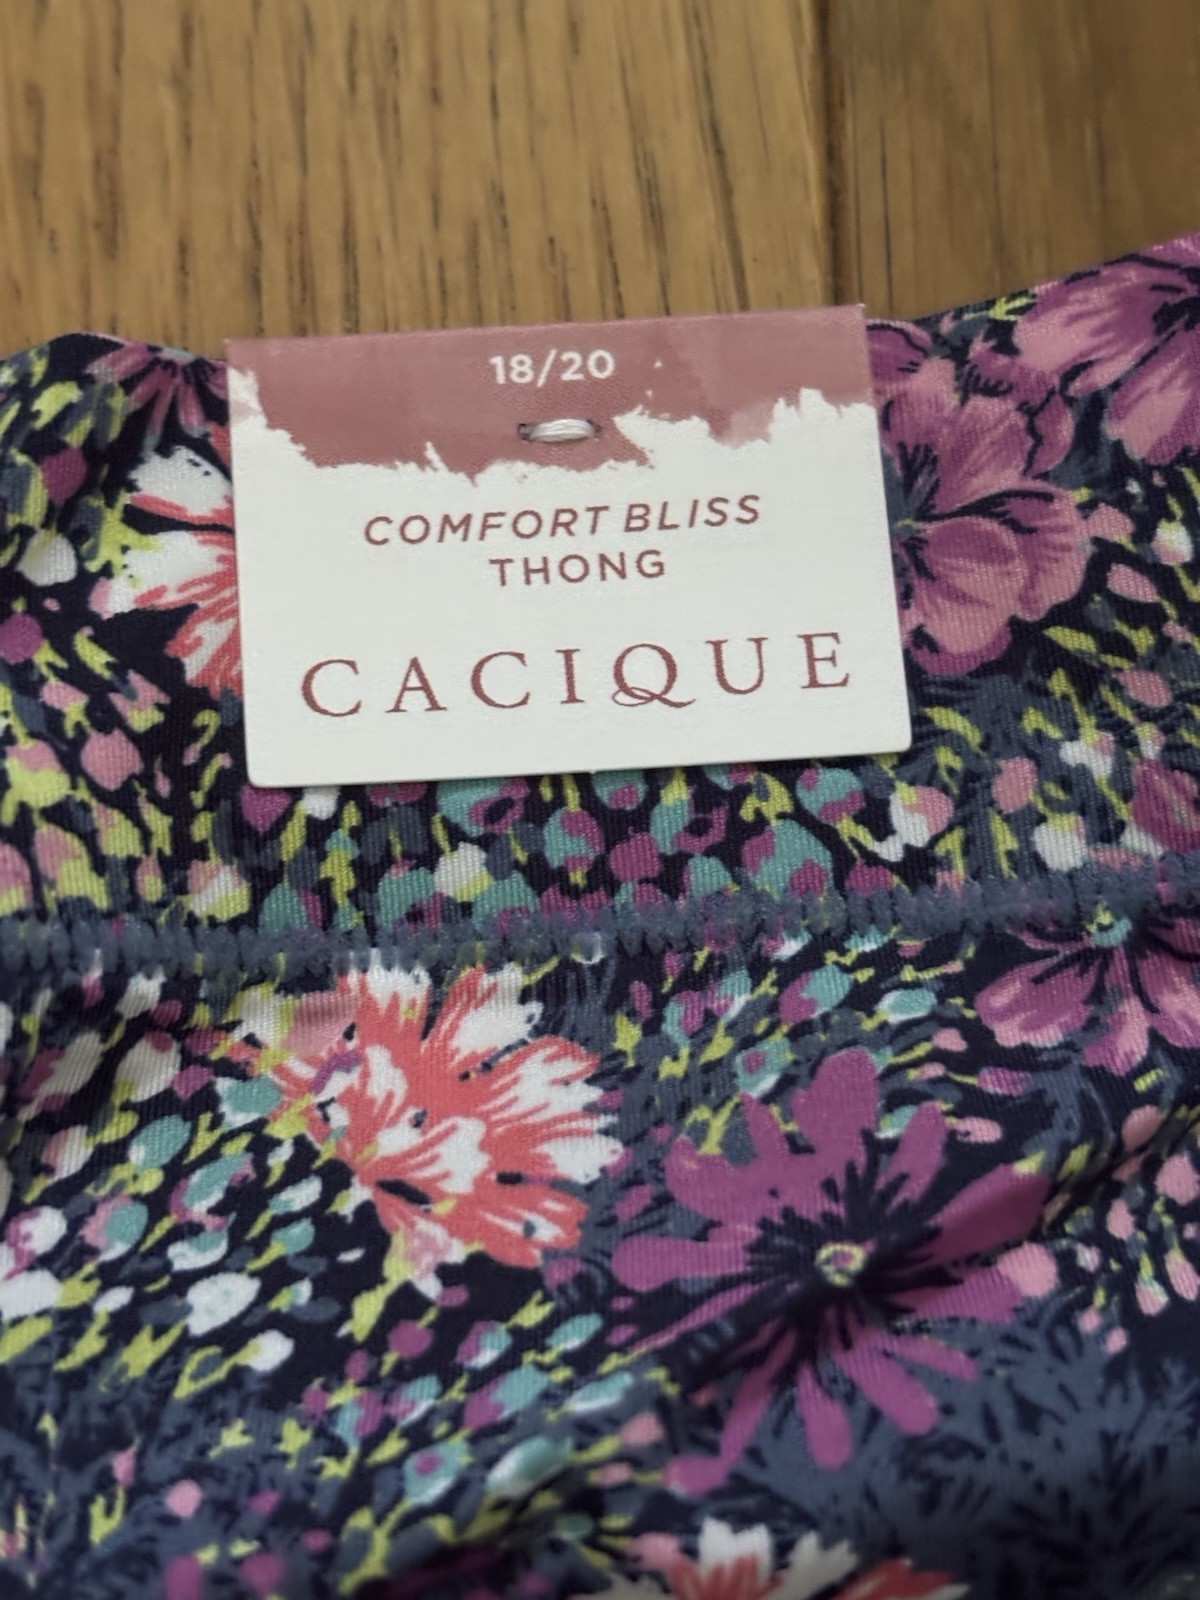 18/20
COMFORT BLISS
THONG
CACIQUE